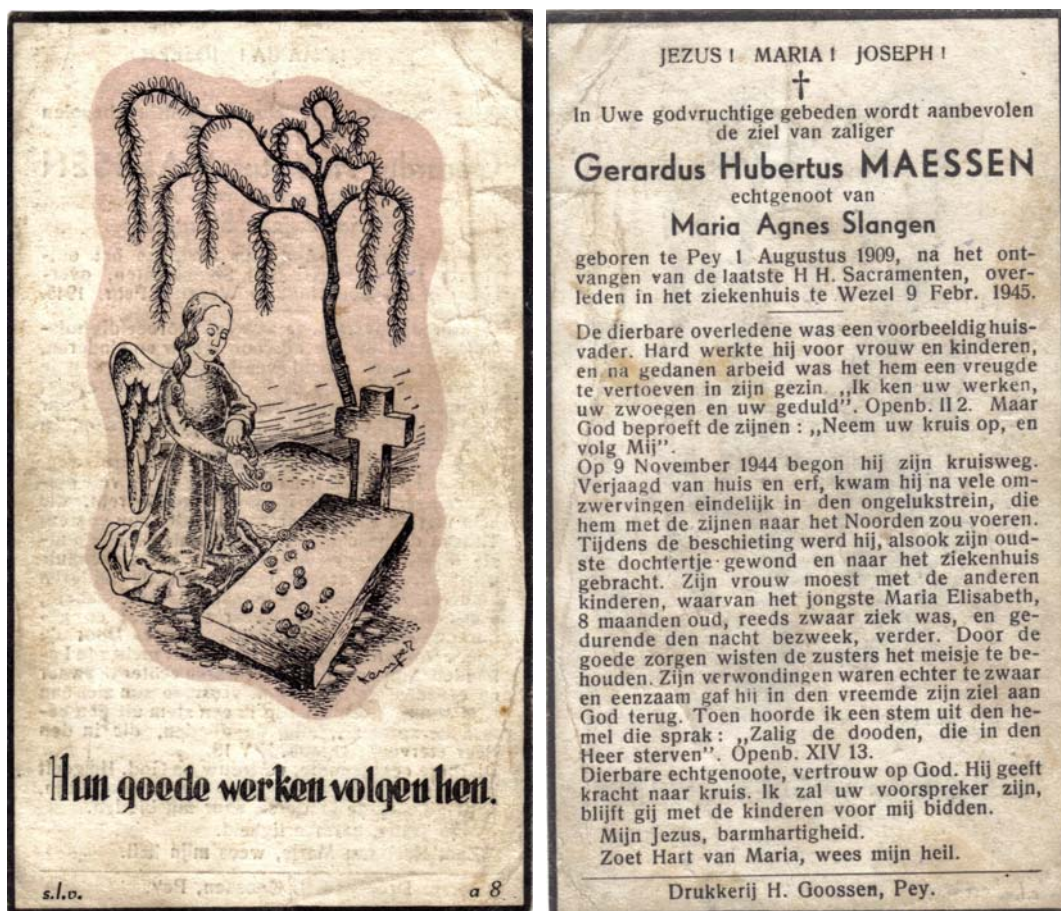 kemper
Hun goede werken volgen hen.
s.l.v.
a 8
JEZUS! MARIA! JOSEPH!
†
In Uwe godvruchtige gebeden wordt aanbevolen
de ziel van zaliger
Gerardus Hubertus MAESSEN
echtgenoot van
Maria Agnes Slangen
geboren te Pey 1 Augustus 1909, na het ont-
vangen van de laatste H H. Sacramenten, over-
leden in het ziekenhuis te Wezel 9 Febr. 1945.
De dierbare overledene was een voorbeeldig huis-
vader. Hard werkte hij voor vrouw en kinderen,
en na gedanen arbeid was het hem een vreugde
te vertoeven in zijn gezin. „Ik ken uw werken,
uw zwoegen en uw geduld”. Openb. II 2. Maar
God beproeft de zijnen : „Neem uw kruis op, en
volg Mij”.
Op 9 November 1944 begon hij zijn kruisweg.
Verjaagd van huis en erf, kwam hij na vele om-
zwervingen eindelijk in den ongelukstrein, die
hem met de zijnen naar het Noorden zou voeren.
Tijdens de beschieting werd hij, alsook zijn oud-
ste dochtertje gewond en naar het ziekenhuis
gebracht. Zijn vrouw moest met de anderen
kinderen, waarvan het jongste Maria Elisabeth,
8 maanden oud, reeds zwaar ziek was, en ge-
durende den nacht bezweek, verder. Door de
goede zorgen wisten de zusters het meisje te be-
houden. Zijn verwondingen waren echter te zwaar
en eenzaam gaf hij in den vreemde zijn ziel aan
God terug. Toen hoorde ik een stem uit den he-
mel die sprak : „Zalig de dooden, die in den
Heer sterven”. Openb. XIV 13.
Dierbare echtgenoote, vertrouw op God. Hij geeft
kracht naar kruis. Ik zal uw voorspreker zijn,
blijft gij met de kinderen voor mij bidden.
Mijn Jezus, barmhartigheid.
Zoet Hart van Maria, wees mijn heil.
Drukkerij H. Goossen, Pey.